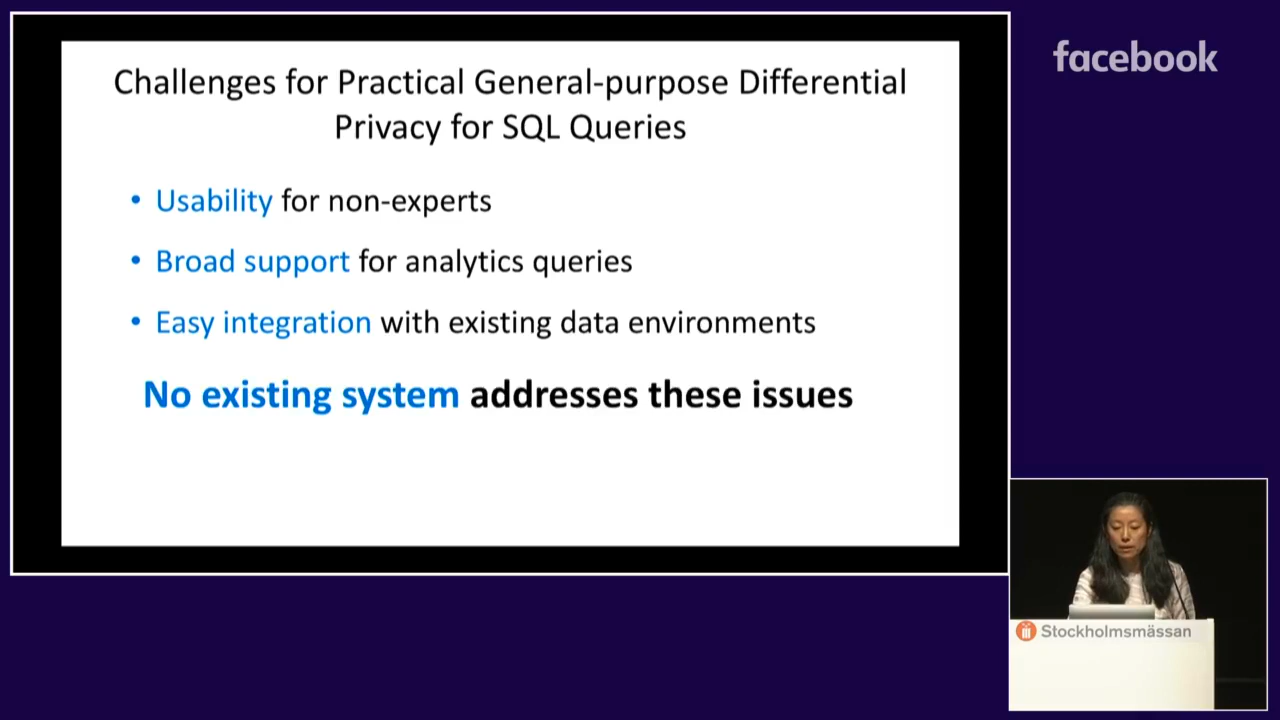 facebook
Challenges for Practical General-purpose Differential
Privacy for SQL Queries
• Usability for non-experts
• Broad support for analytics queries
• Easy integration with existing data environments
No existing system addresses these issues
Stockholmsmässan